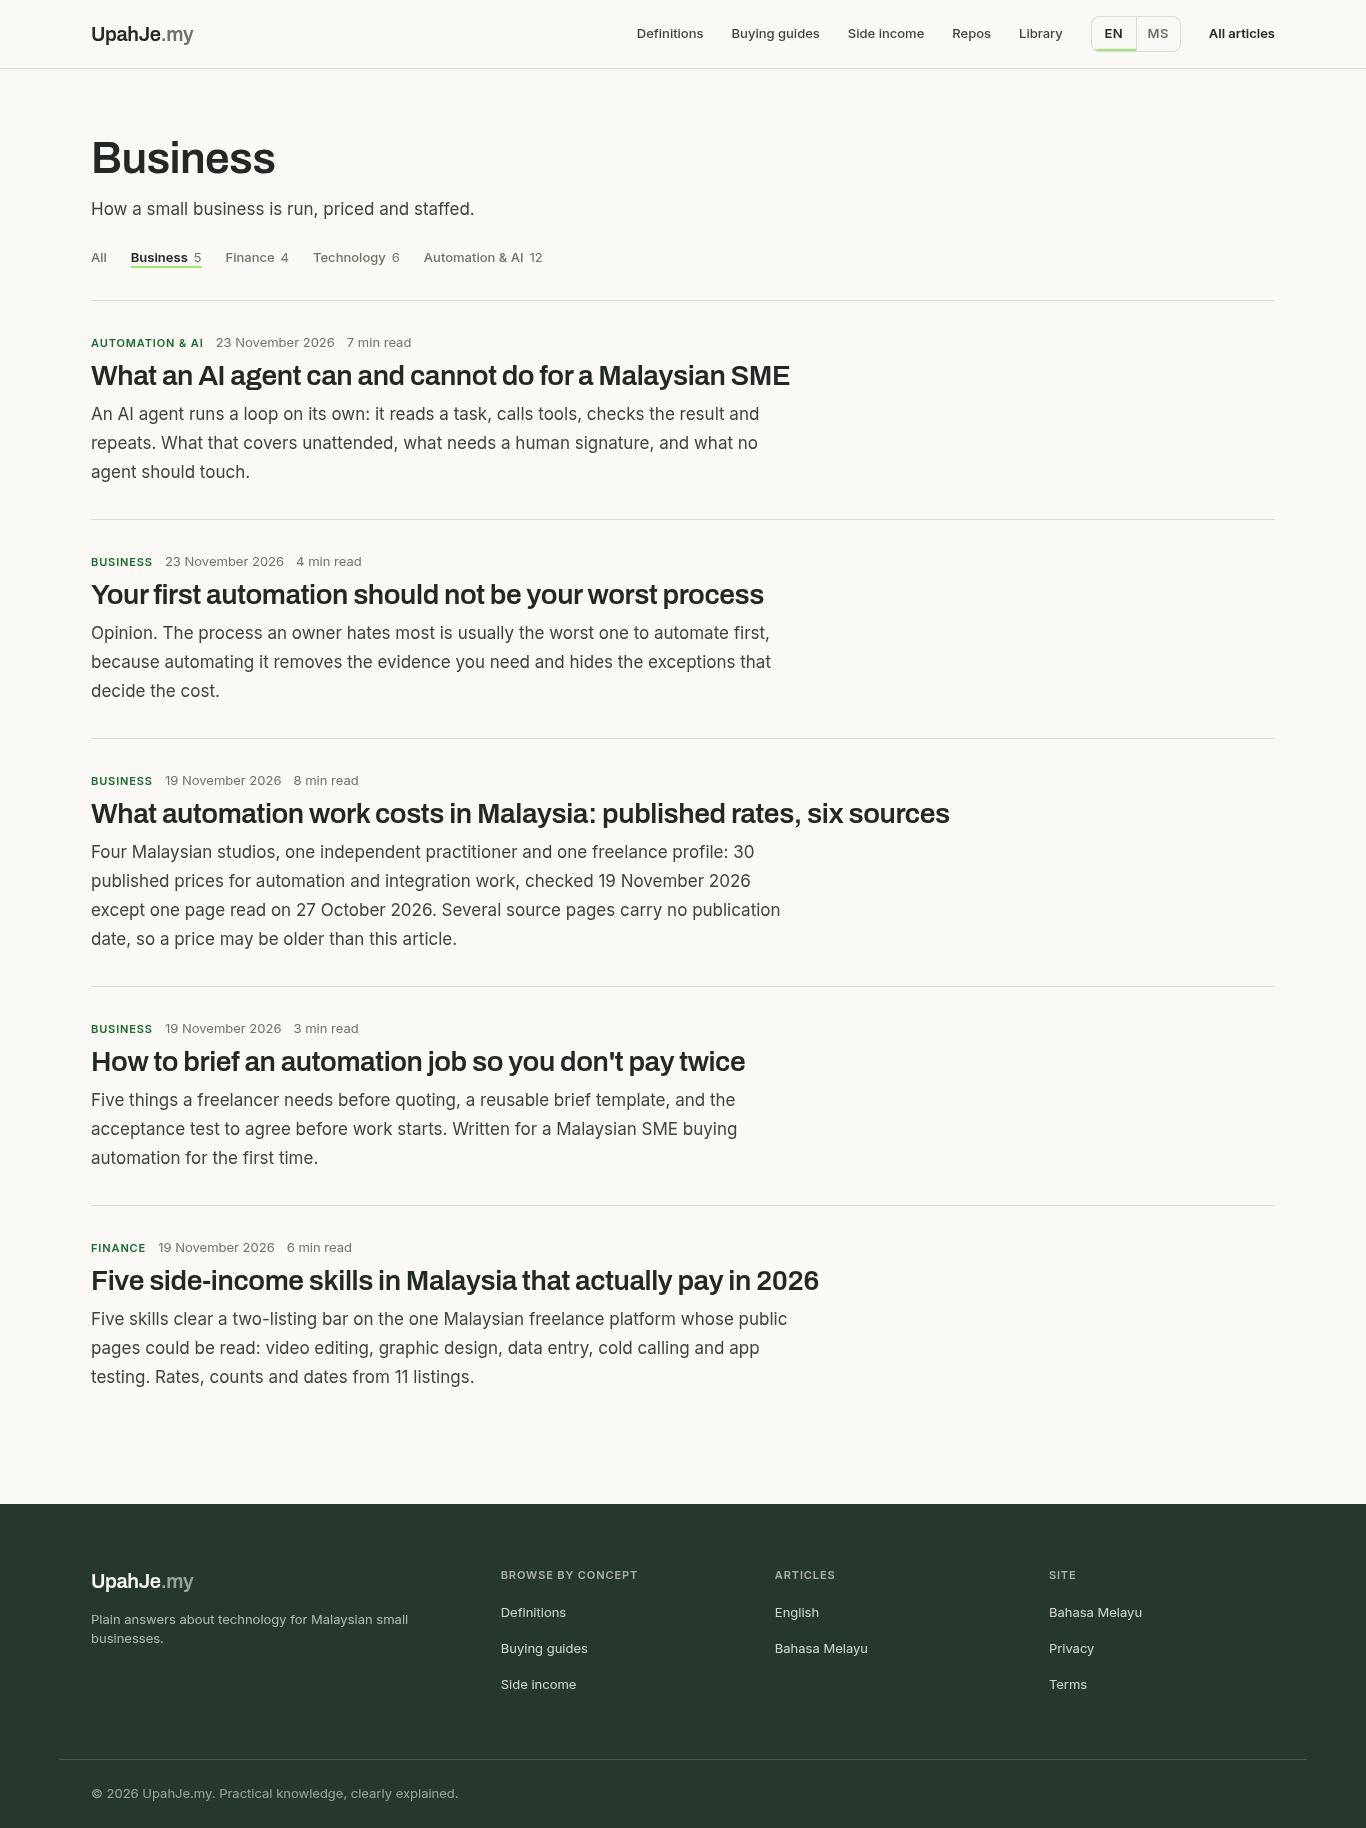 UpahJe.my
Definitions Buying guides Side income Repos Library EN MS All articles
Business
How a small business is run, priced and staffed.
All Business 5 Finance 4 Technology 6 Automation & AI 12
AUTOMATION & AI 23 November 2026 7 min read
What an AI agent can and cannot do for a Malaysian SME
An AI agent runs a loop on its own: it reads a task, calls tools, checks the result and
repeats. What that covers unattended, what needs a human signature, and what no
agent should touch.
BUSINESS 23 November 2026 4 min read
Your first automation should not be your worst process
Opinion. The process an owner hates most is usually the worst one to automate first,
because automating it removes the evidence you need and hides the exceptions that
decide the cost.
BUSINESS 19 November 2026 8 min read
What automation work costs in Malaysia: published rates, six sources
Four Malaysian studios, one independent practitioner and one freelance profile: 30
published prices for automation and integration work, checked 19 November 2026
except one page read on 27 October 2026. Several source pages carry no publication
date, so a price may be older than this article.
BUSINESS 19 November 2026 3 min read
How to brief an automation job so you don't pay twice
Five things a freelancer needs before quoting, a reusable brief template, and the
acceptance test to agree before work starts. Written for a Malaysian SME buying
automation for the first time.
FINANCE 19 November 2026 6 min read
Five side-income skills in Malaysia that actually pay in 2026
Five skills clear a two-listing bar on the one Malaysian freelance platform whose public
pages could be read: video editing, graphic design, data entry, cold calling and app
testing. Rates, counts and dates from 11 listings.
UpahJe.my
Plain answers about technology for Malaysian small
businesses.
BROWSE BY CONCEPT
Definitions
Buying guides
Side income
ARTICLES
English
Bahasa Melayu
SITE
Bahasa Melayu
Privacy
Terms
© 2026 UpahJe.my. Practical knowledge, clearly explained.